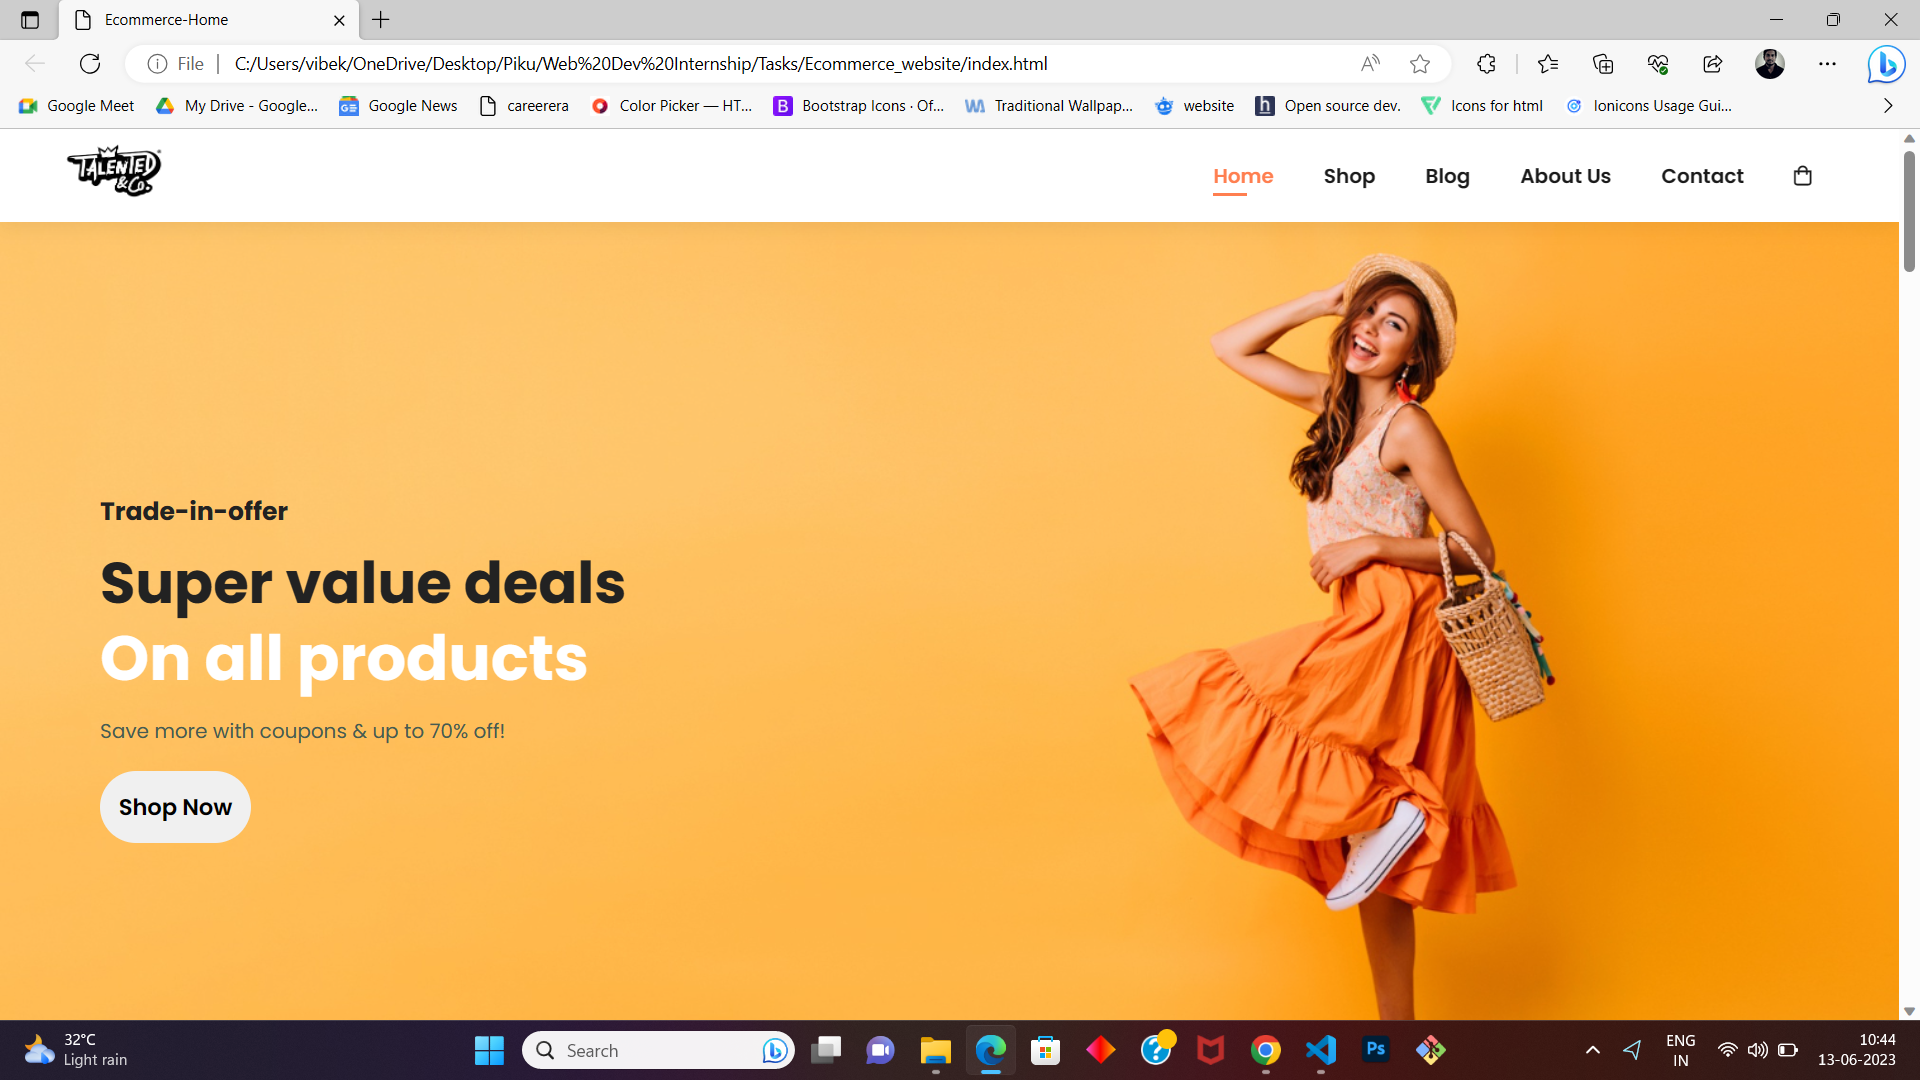 Ecommerce-Home
File
C:/Users/vibek/OneDrive/Desktop/Piku/Web%20Dev%20Internship/Tasks/Ecommerce_website/index.html
Google Meet
My Drive - Google...
Google News
careerera
Color Picker — HT...
Bootstrap Icons · Of...
Traditional Wallpap...
website
Open source dev.
Icons for html
Ionicons Usage Gui...
TALENTED
&Co.
Home
Shop
Blog
About Us
Contact
Trade-in-offer
Super value deals
On all products
Save more with coupons & up to 70% off!
Shop Now
32°C
Light rain
Search
Ps
ENG
IN
10:44
13-06-2023